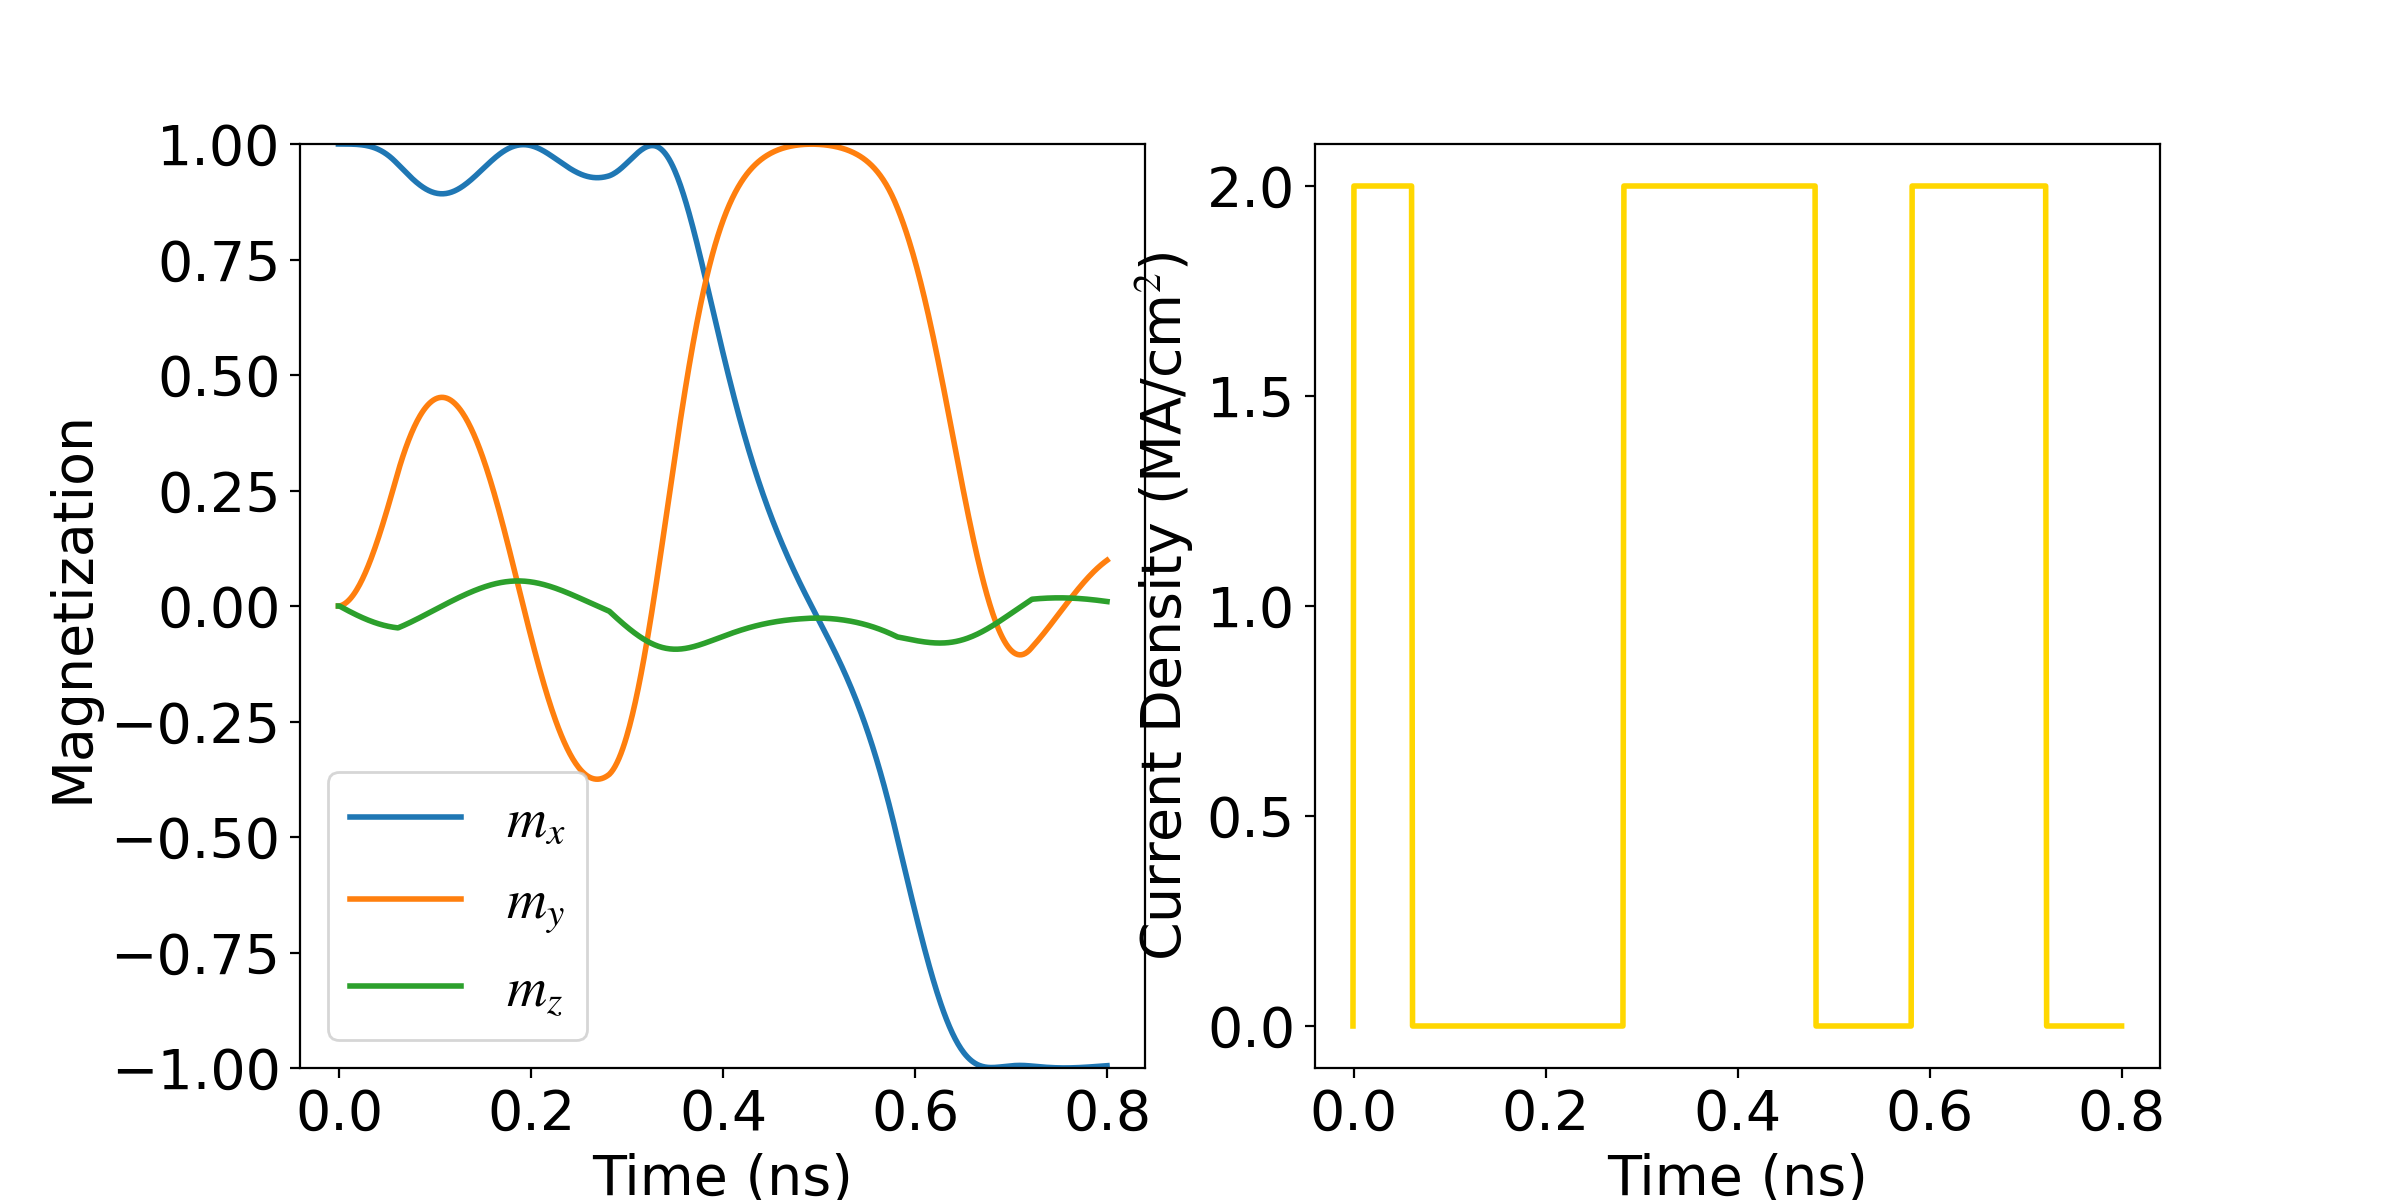 1.00
0.75
0.50
0.25
0.00
−0.25
−0.50
−0.75
−1.00
Magnetization
0.0 0.2 0.4 0.6 0.8
Time (ns)
m_x
m_y
m_z
2.0
1.5
1.0
0.5
0.0
Current Density (MA/cm²)
0.0 0.2 0.4 0.6 0.8
Time (ns)